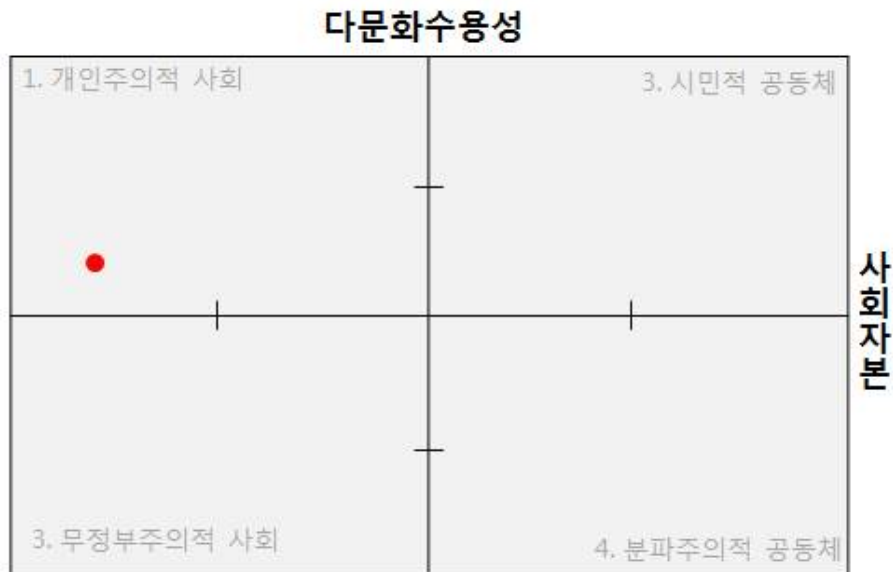 다문화수용성
1. 개인주의적 사회
3. 시민적 공동체
사회자본
3. 무정부주의적 사회
4. 분파주의적 공동체